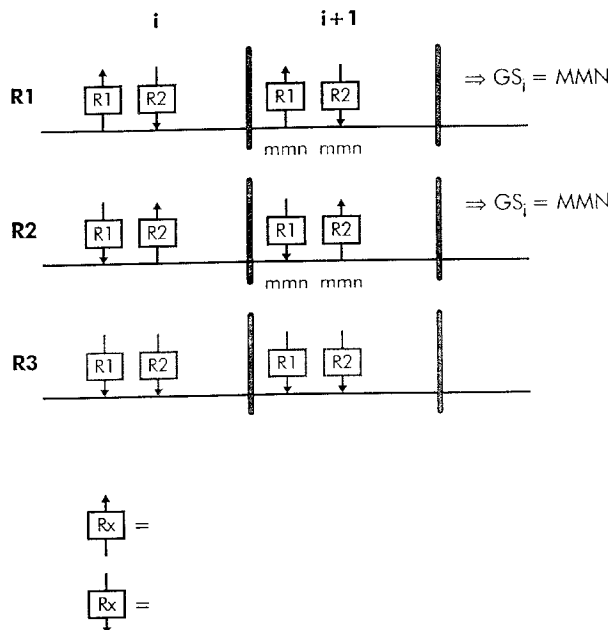 i i+1
R1 R1 R2 R1 R2 ⇒ GSᵢ = MMN
mmn mmn
R2 R1 R2 R1 R2 ⇒ GSᵢ = MMN
mmn mmn
R3 R1 R2 R1 R2
Rx =
Rx =